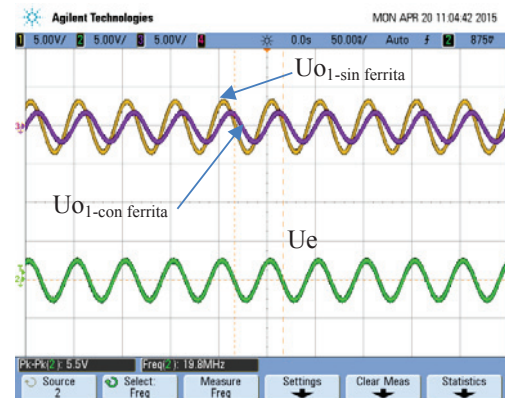 Agilent Technologies MON APR 20 11:04:42 2015
1 5.00V/ 2 5.00V/ 3 5.00V/ 4 0.0s 50.00g/ Auto 2 875
Uo1-sin ferrita
Uo1-con ferrita
Ue
Pk-Pk(2): 5.5V Freq(2): 19.8MHz
Source
2
Select:
Freq
Measure
Freq
Settings
Clear Meas
Statistics